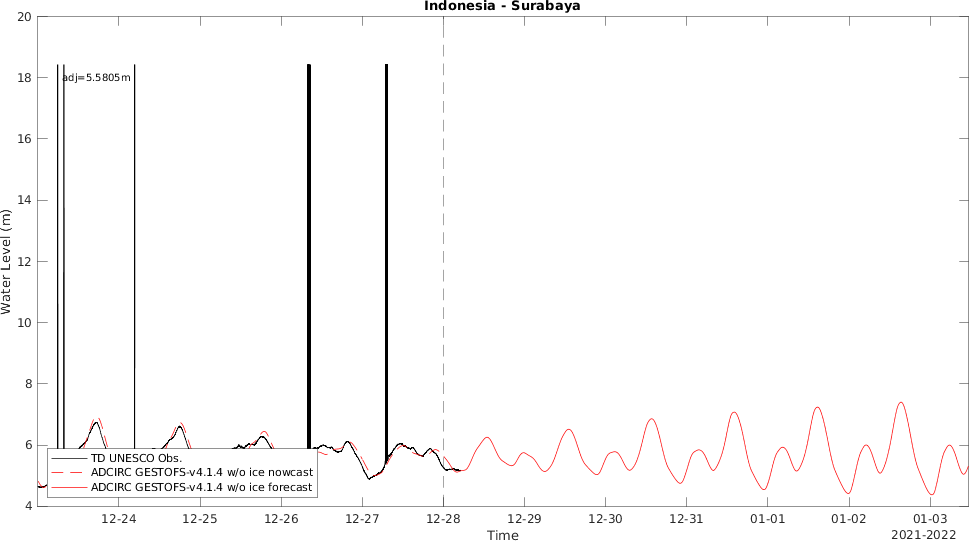 Indonesia - Surabaya
20
18
16
14
12
10
8
6
4
Water Level (m)
adj=5.5805m
TD UNESCO Obs.
ADCIRC GESTOFS-v4.1.4 w/o ice nowcast
ADCIRC GESTOFS-v4.1.4 w/o ice forecast
12-24 12-25 12-26 12-27 12-28 12-29 12-30 12-31 01-01 01-02 01-03
Time
2021-2022